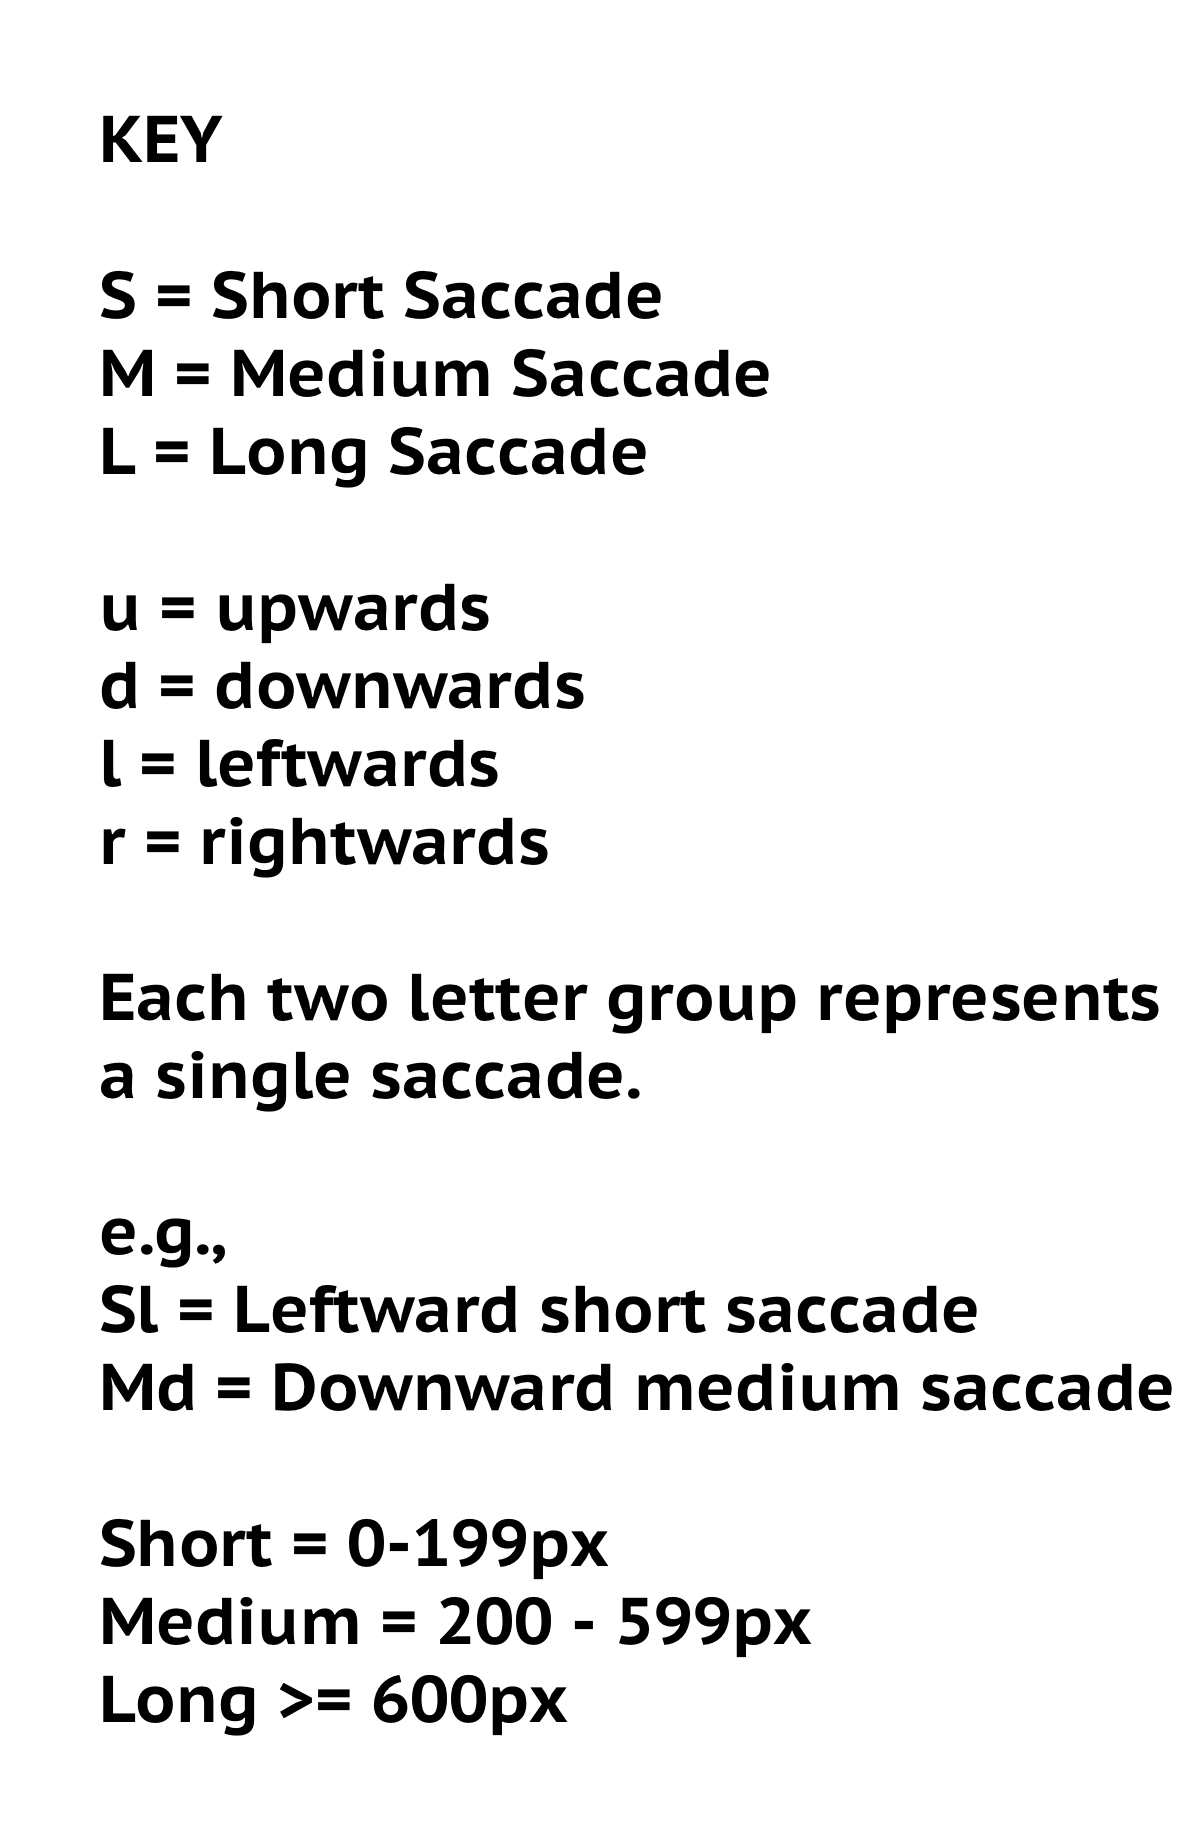 KEY
S = Short Saccade
M = Medium Saccade
L = Long Saccade
u = upwards
d = downwards
l = leftwards
r = rightwards
Each two letter group represents
a single saccade.
e.g.,
Sl = Leftward short saccade
Md = Downward medium saccade
Short = 0-199px
Medium = 200 - 599px
Long >= 600px